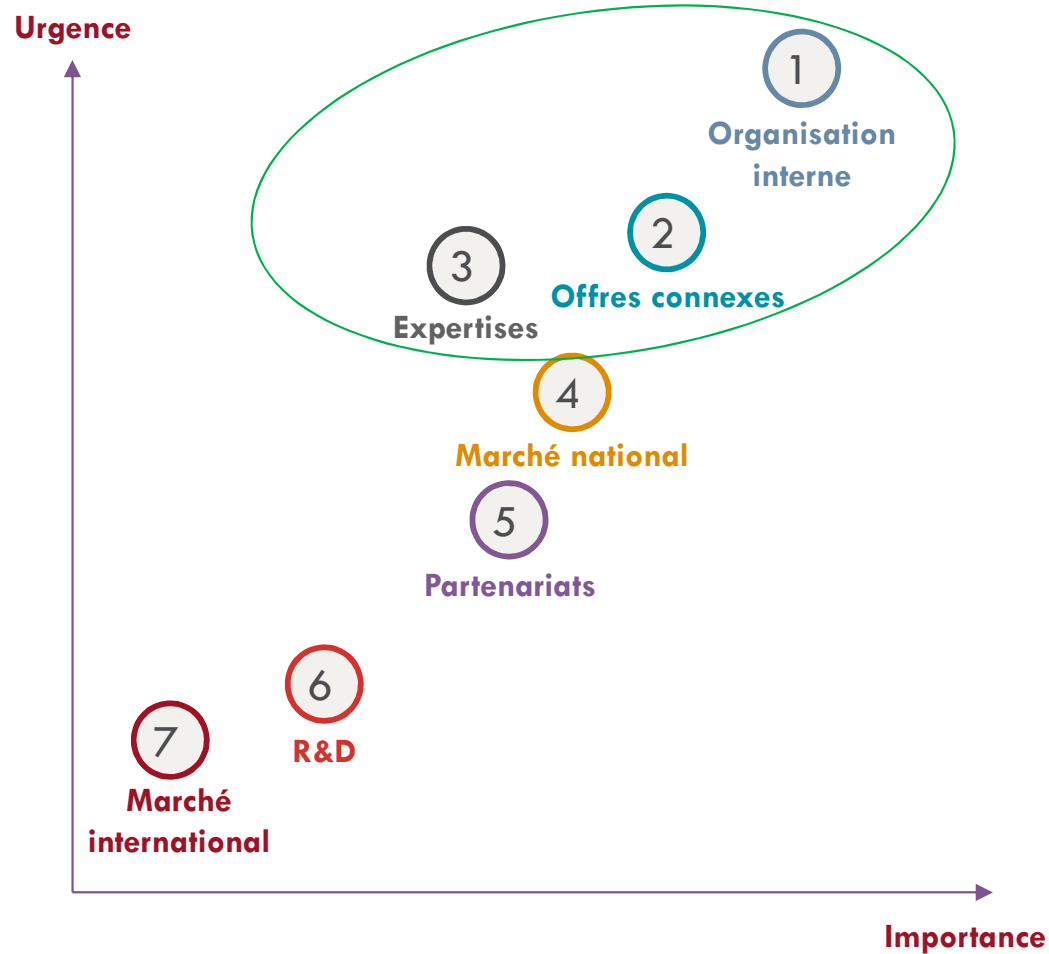 Urgence
1
Organisation
interne
2
Offres connexes
3
Expertises
4
Marché national
5
Partenariats
6
R&D
7
Marché
international
Importance